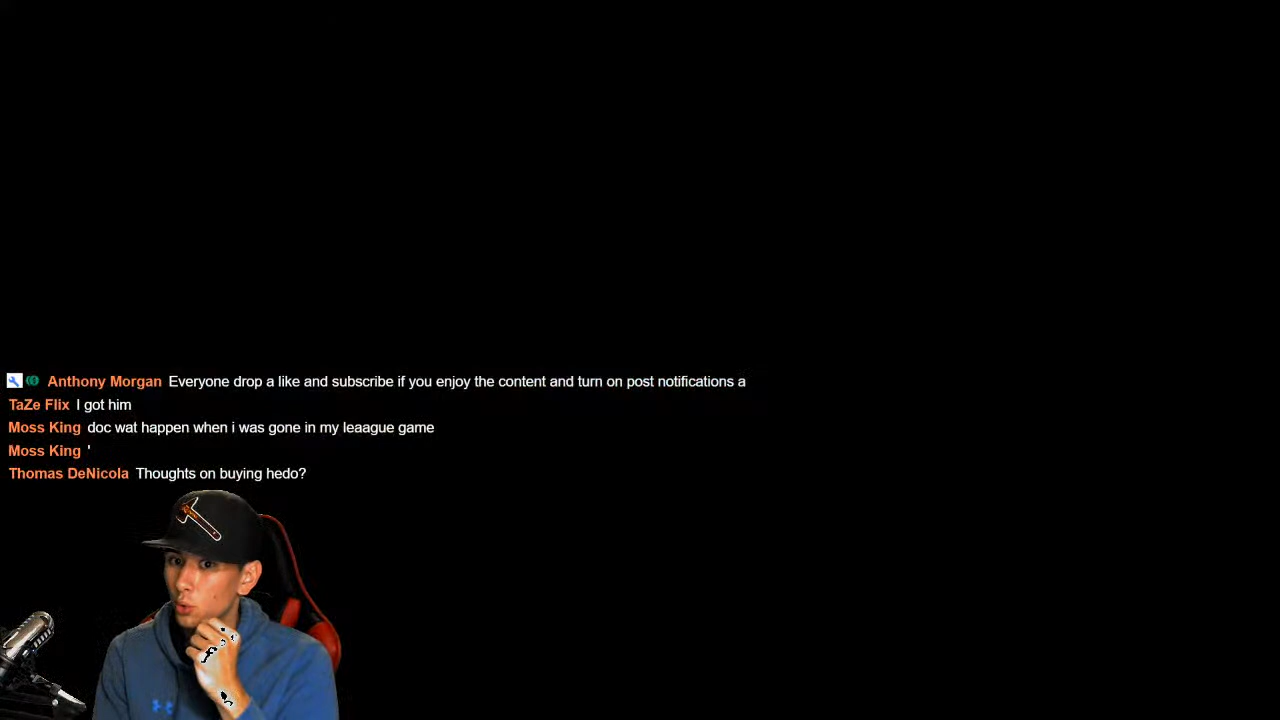 Anthony Morgan Everyone drop a like and subscribe if you enjoy the content and turn on post notifications a
TaZe Flix I got him
Moss King doc wat happen when i was gone in my leaague game
Moss King '
Thomas DeNicola Thoughts on buying hedo?